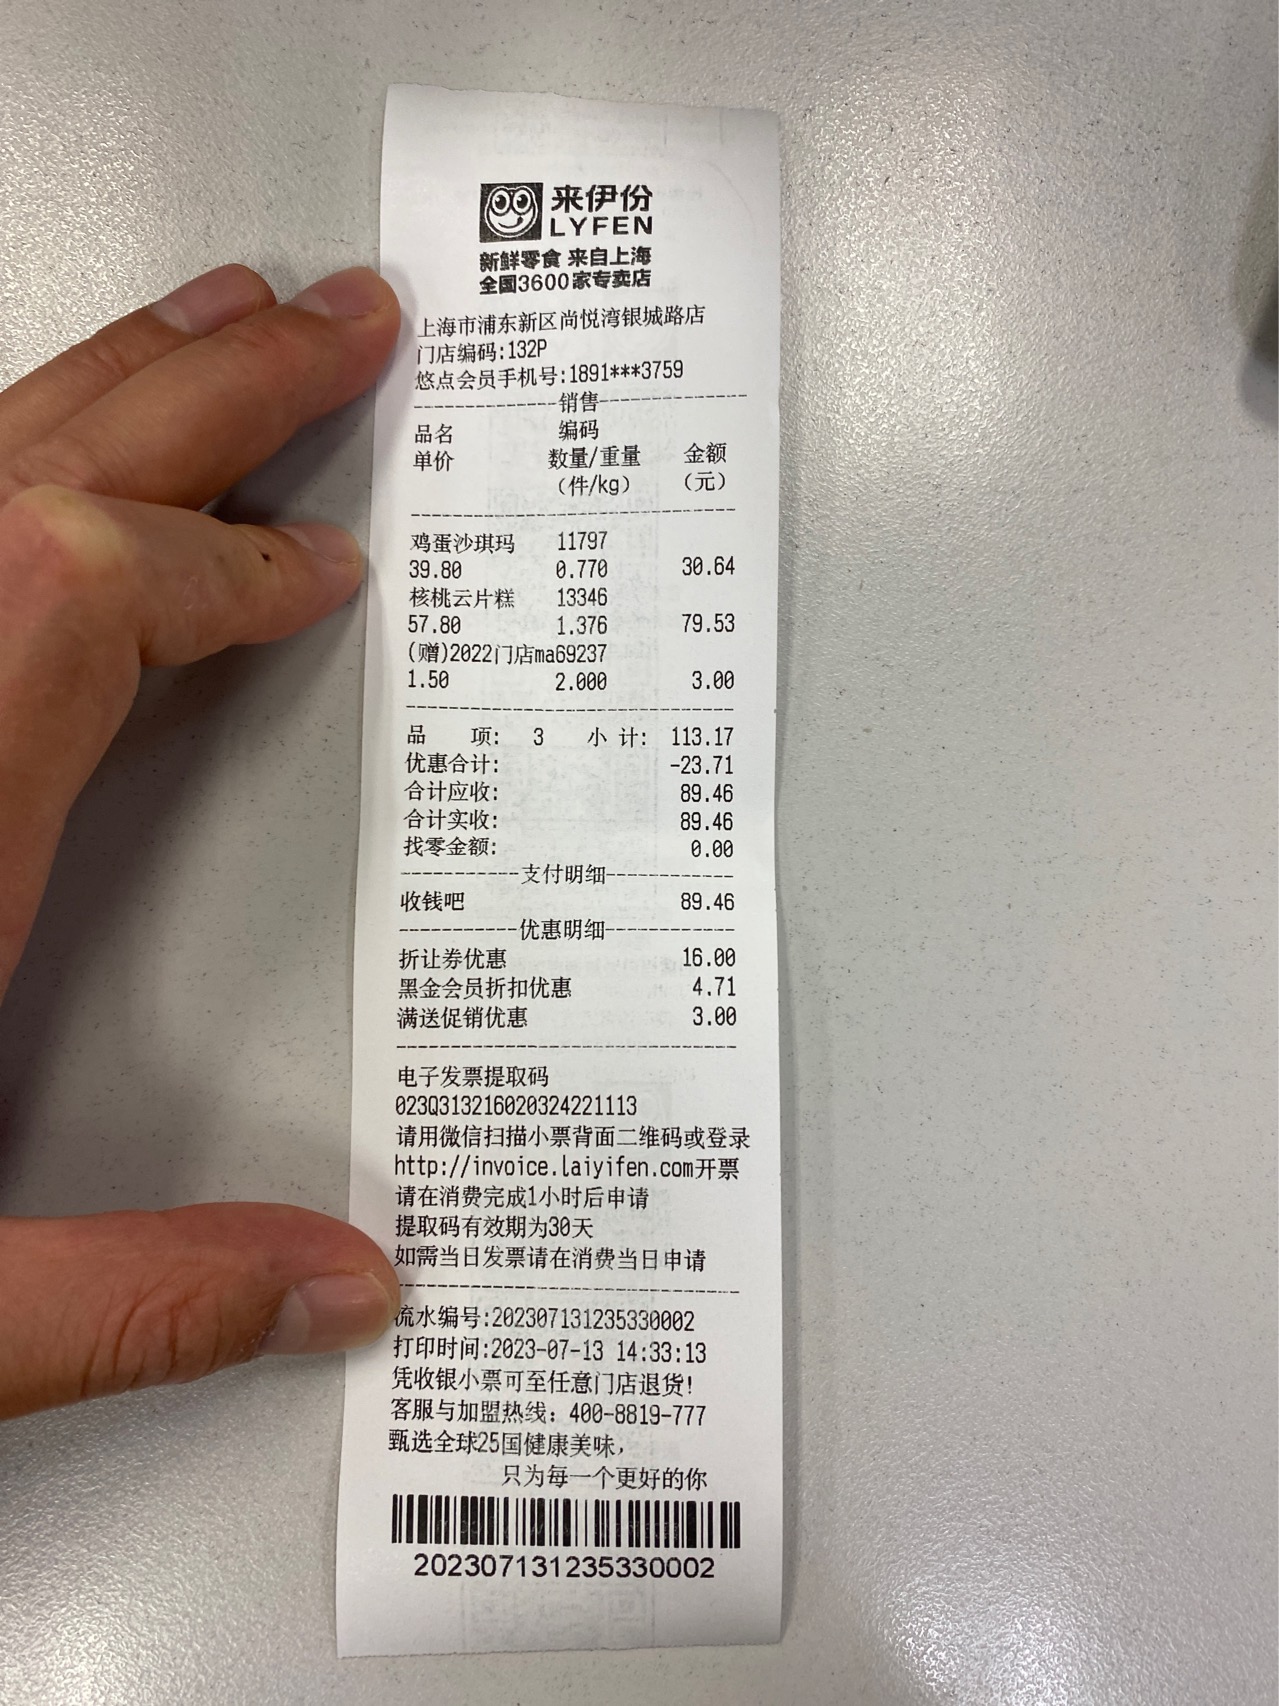 来伊份
LYFEN
新鲜零食 来自上海
全国3600家专卖店
上海市浦东新区尚悦湾银城路店
门店编码:132P
悠点会员手机号:1891***3759
------------销售------------
品名 编码
单价 数量/重量 金额
(件/kg) (元)
鸡蛋沙琪玛 11797
39.80 0.770 30.64
核桃云片糕 13346
57.80 1.376 79.53
(赠)2022门店ma69237
1.50 2.000 3.00
品 项: 3 小 计: 113.17
优惠合计: -23.71
合计应收: 89.46
合计实收: 89.46
找零金额: 0.00
-----------支付明细------------
收钱吧 89.46
-----------优惠明细------------
折让券优惠 16.00
黑金会员折扣优惠 4.71
满送促销优惠 3.00
电子发票提取码
023Q313216020324221113
请用微信扫描小票背面二维码或登录
http://invoice.laiyifen.com开票
请在消费完成1小时后申请
提取码有效期为30天
如需当日发票请在消费当日申请
流水编号:202307131235330002
打印时间:2023-07-13 14:33:13
凭收银小票可至任意门店退货!
客服与加盟热线: 400-8819-777
甄选全球25国健康美味,
只为每一个更好的你
202307131235330002